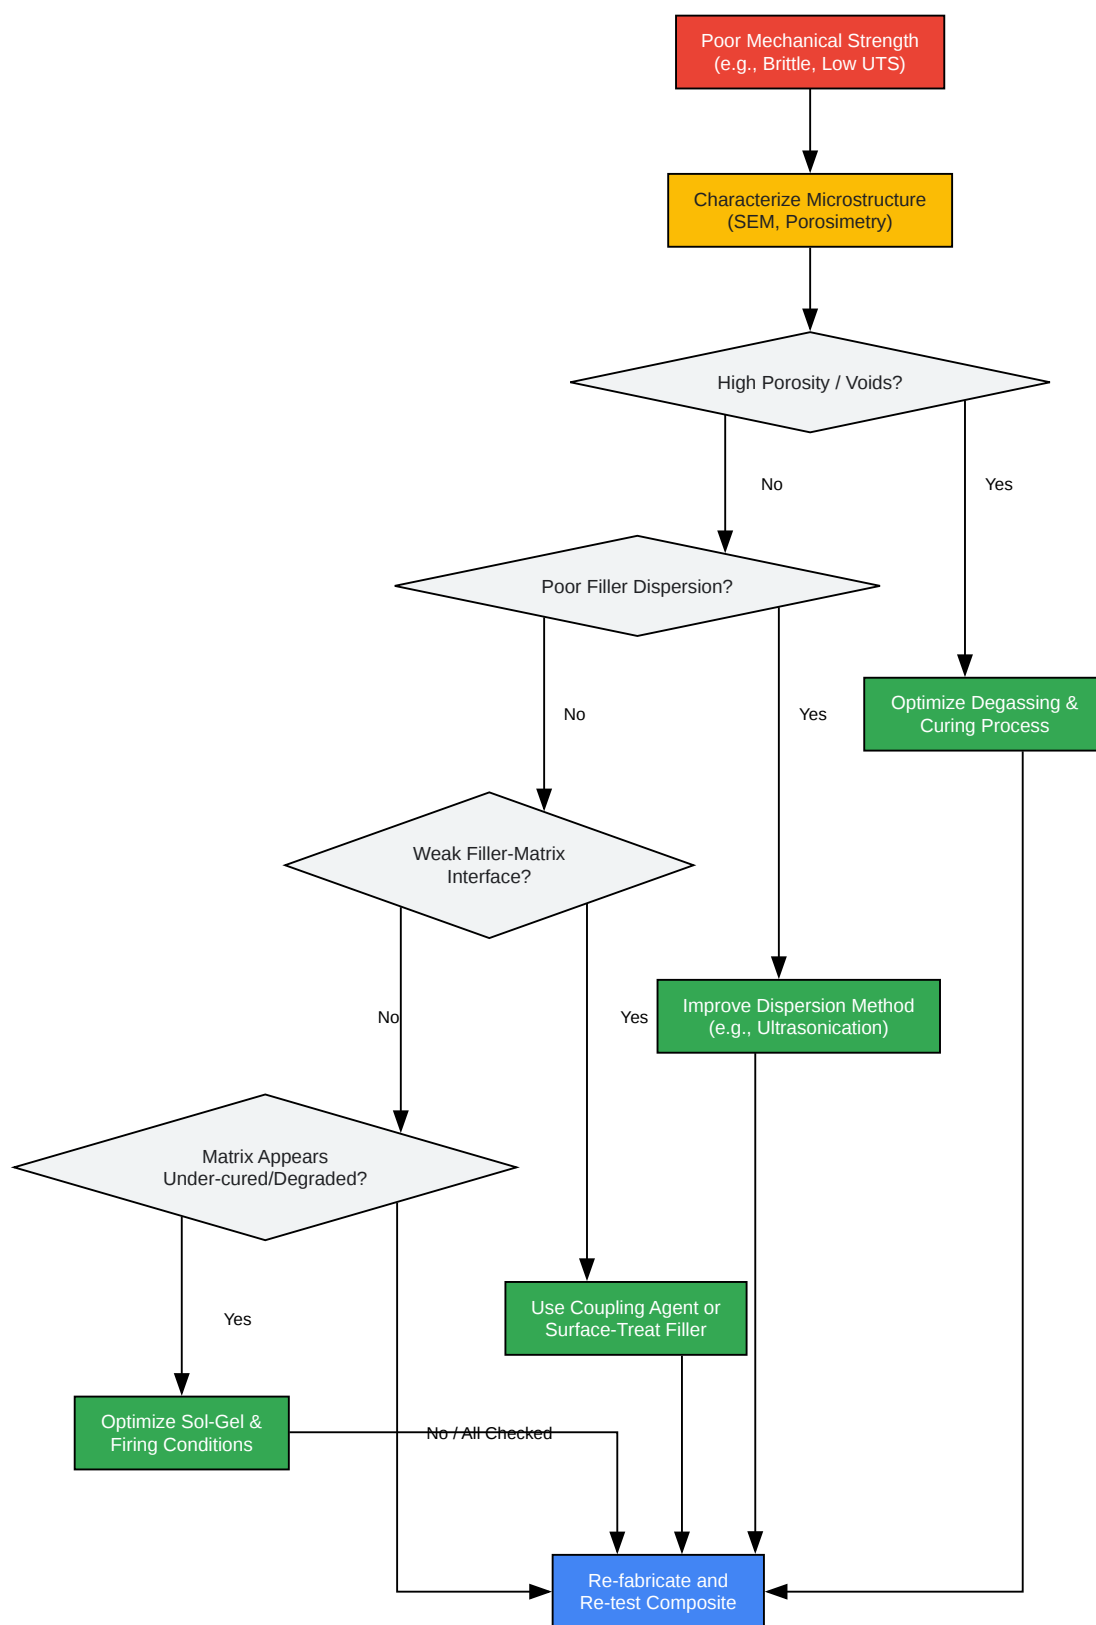 Poor Mechanical Strength
(e.g., Brittle, Low UTS)
Characterize Microstructure
(SEM, Porosimetry)
High Porosity / Voids?
No
Yes
Poor Filler Dispersion?
No
Yes
Optimize Degassing &
Curing Process
Weak Filler-Matrix
Interface?
No
Yes
Improve Dispersion Method
(e.g., Ultrasonication)
Matrix Appears
Under-cured/Degraded?
Yes
Use Coupling Agent or
Surface-Treat Filler
Optimize Sol-Gel &
Firing Conditions
No / All Checked
Re-fabricate and
Re-test Composite